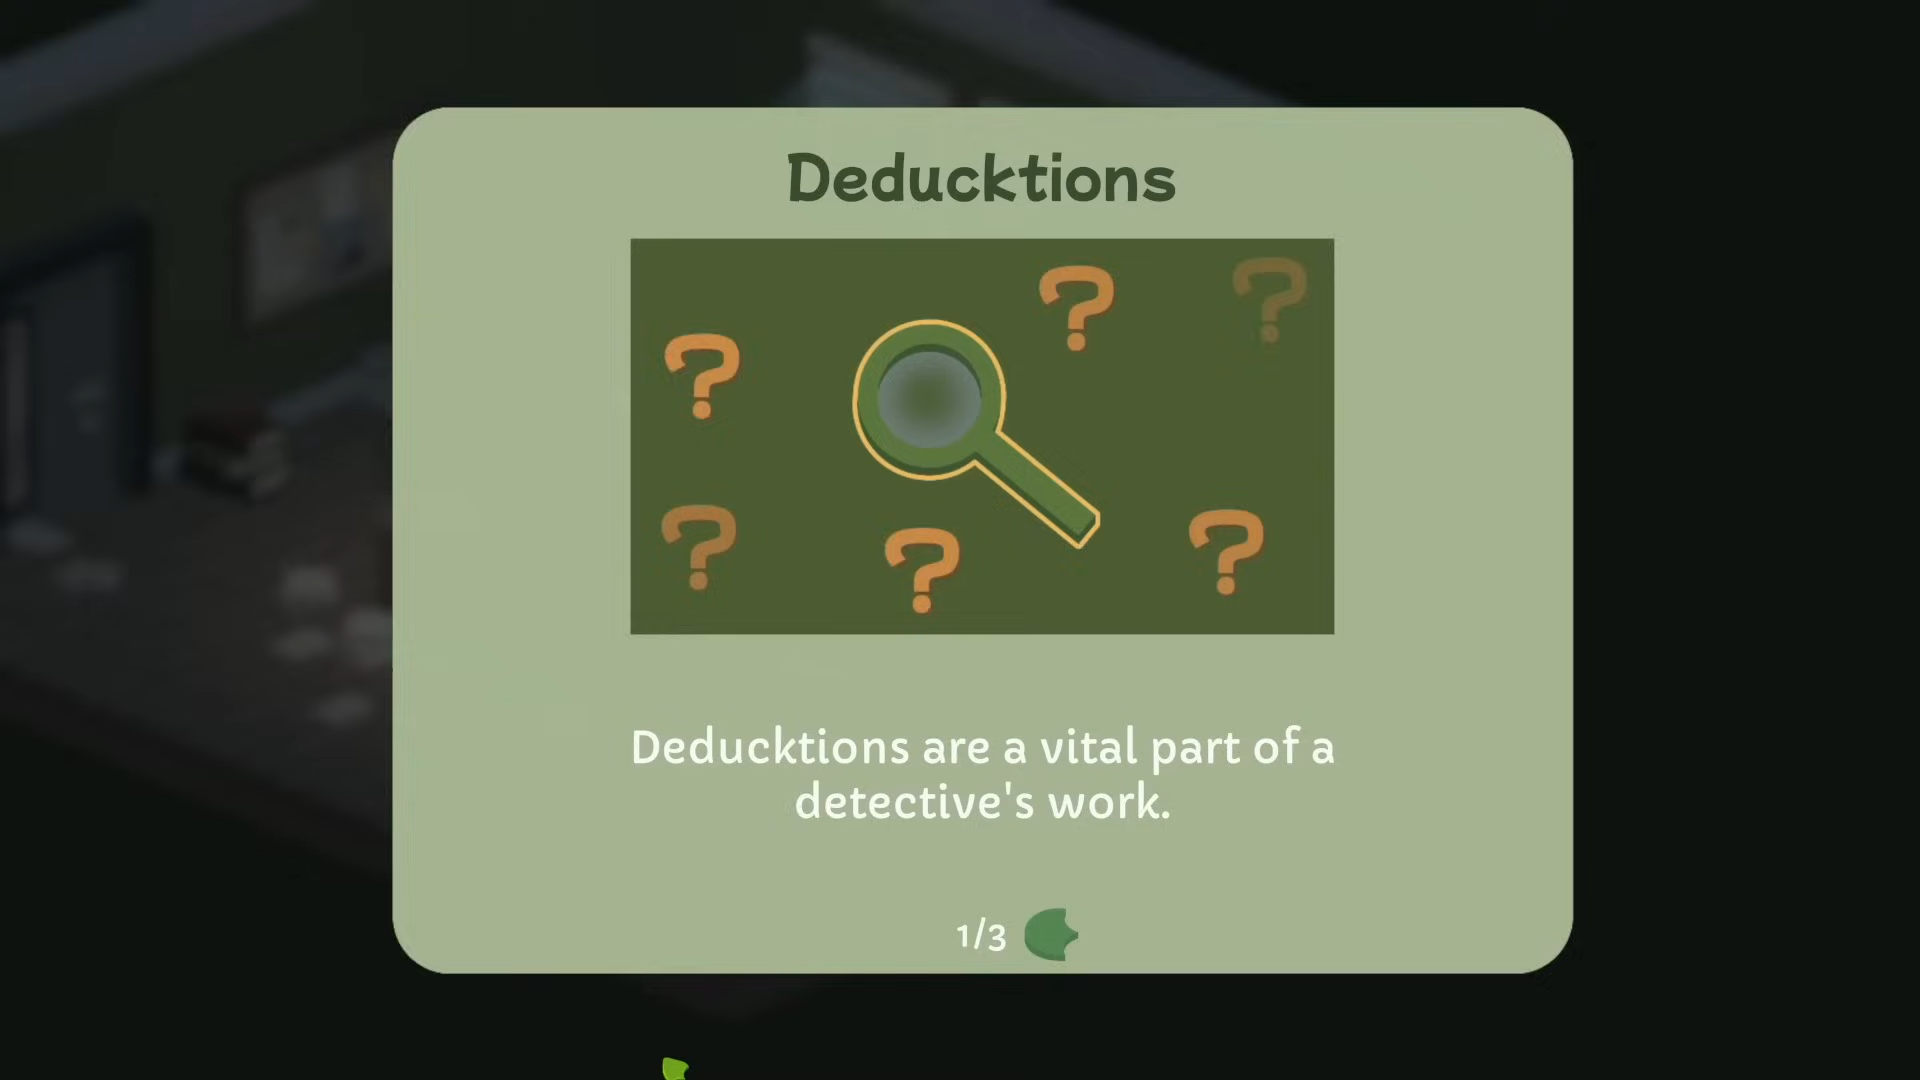 Deducktions
? ? ? ? ? ?
Deducktions are a vital part of a
detective's work.
1/3